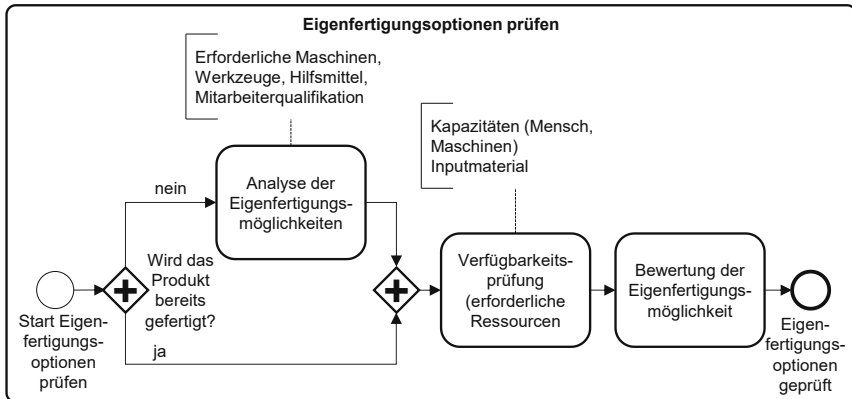 Eigenfertigungsoptionen prüfen
Erforderliche Maschinen,
Werkzeuge, Hilfsmittel,
Mitarbeiterqualifikation
Kapazitäten (Mensch,
Maschinen)
Inputmaterial
nein
Analyse der
Eigenfertigungs-
möglichkeiten
Wird das
Produkt
bereits
gefertigt?
ja
Start Eigen-
fertigungs-
optionen
prüfen
Verfügbarkeits-
prüfung
(erforderliche
Ressourcen
Bewertung der
Eigenfertigungs-
möglichkeit
Eigen-
fertigungs-
optionen
geprüft